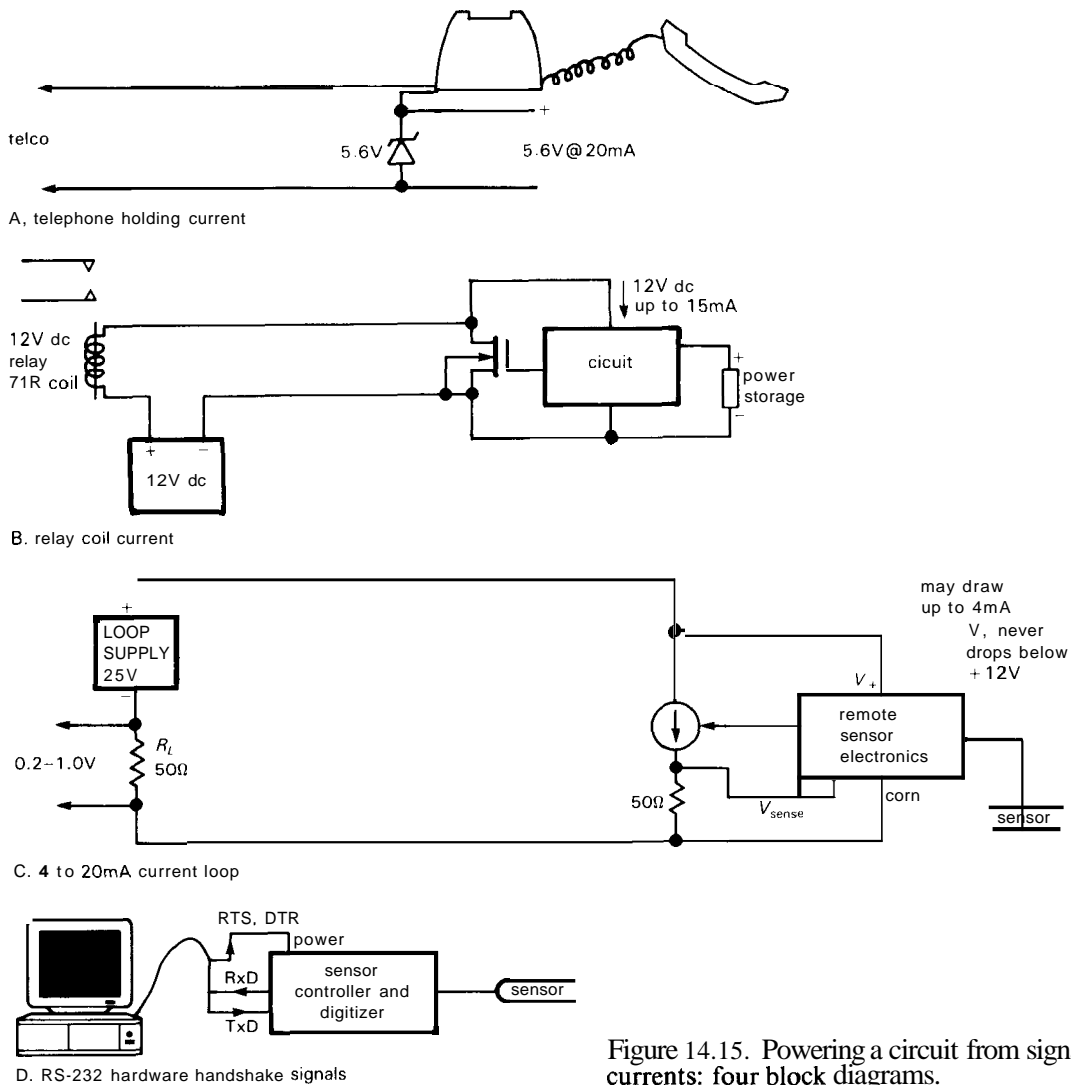 telco
5.6V
+
5.6V@20mA
A, telephone holding current
12V dc
relay
71R coil
+ −
12V dc
12V dc
up to 15mA
cicuit
+
power
storage
−
B. relay coil current
+
LOOP
SUPPLY
25V
−
0.2–1.0V
R_L
50Ω
may draw
up to 4mA
V, never
drops below
+12V
V+
remote
sensor
electronics
50Ω
Vsense
corn
sensor
C. 4 to 20mA current loop
RTS, DTR
power
RxD
TxD
sensor
controller and
digitizer
sensor
D. RS-232 hardware handshake signals
Figure 14.15. Powering a circuit from sign
currents: four block diagrams.